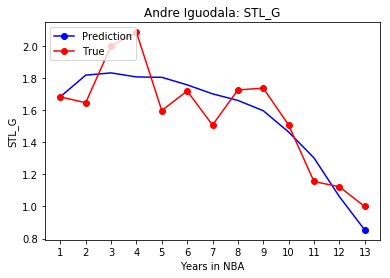 Andre Iguodala: STL_G
Prediction
True
2.0
1.8
1.6
1.4
1.2
1.0
0.8
STL_G
1 2 3 4 5 6 7 8 9 10 11 12 13
Years in NBA